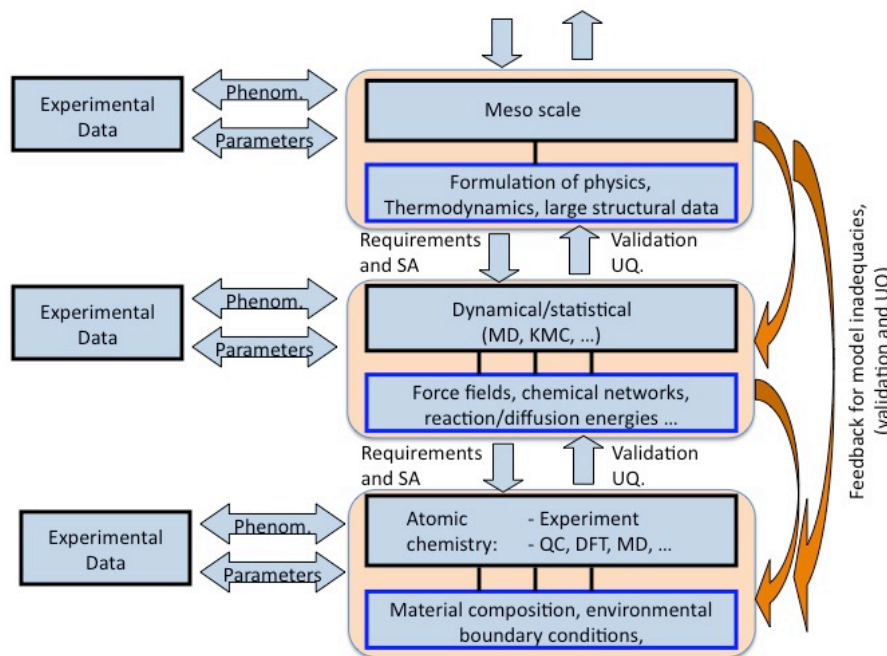 Experimental
Data
Phenom.
Parameters
Meso scale
Formulation of physics,
Thermodynamics, large structural data
Requirements
and SA
Validation
UQ.
Experimental
Data
Phenom.
Parameters
Dynamical/statistical
(MD, KMC, ...)
Force fields, chemical networks,
reaction/diffusion energies ...
Requirements
and SA
Validation
UQ.
Experimental
Data
Phenom.
Parameters
Atomic - Experiment
chemistry: - QC, DFT, MD, ...
Material composition, environmental
boundary conditions,
Feedback for model inadequacies,
(validation and UQ)